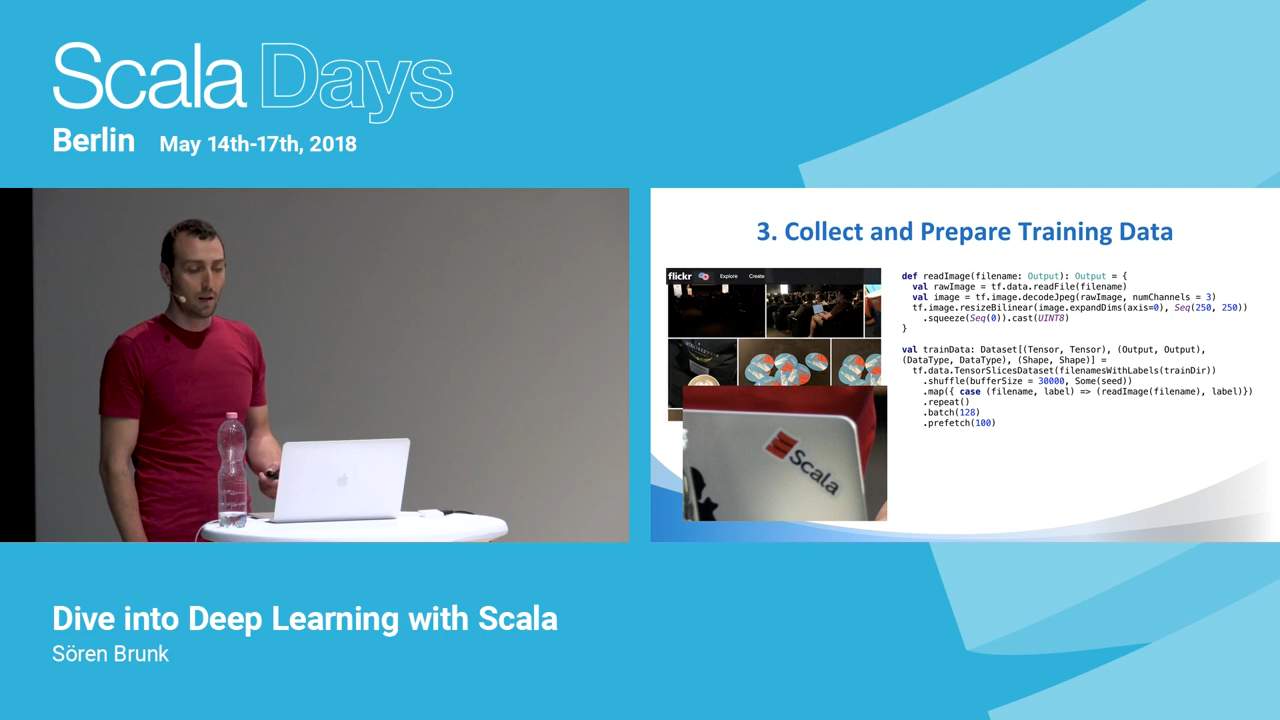 Scala Days
Berlin May 14th-17th, 2018
3. Collect and Prepare Training Data
flickr Explore Create
Scala
def readImage(filename: Output): Output = {
  val rawImage = tf.data.readFile(filename)
  val image = tf.image.decodeJpeg(rawImage, numChannels = 3)
  tf.image.resizeBilinear(image.expandDims(axis=0), Seq(250, 250))
    .squeeze(Seq(0)).cast(UINT8)
}
val trainData: Dataset[(Tensor, Tensor), (Output, Output),
(DataType, DataType), (Shape, Shape)] =
  tf.data.TensorSlicesDataset(filenamesWithLabels(trainDir))
    .shuffle(bufferSize = 30000, Some(seed))
    .map({ case (filename, label) => (readImage(filename), label)})
    .repeat()
    .batch(128)
    .prefetch(100)
Dive into Deep Learning with Scala
Sören Brunk